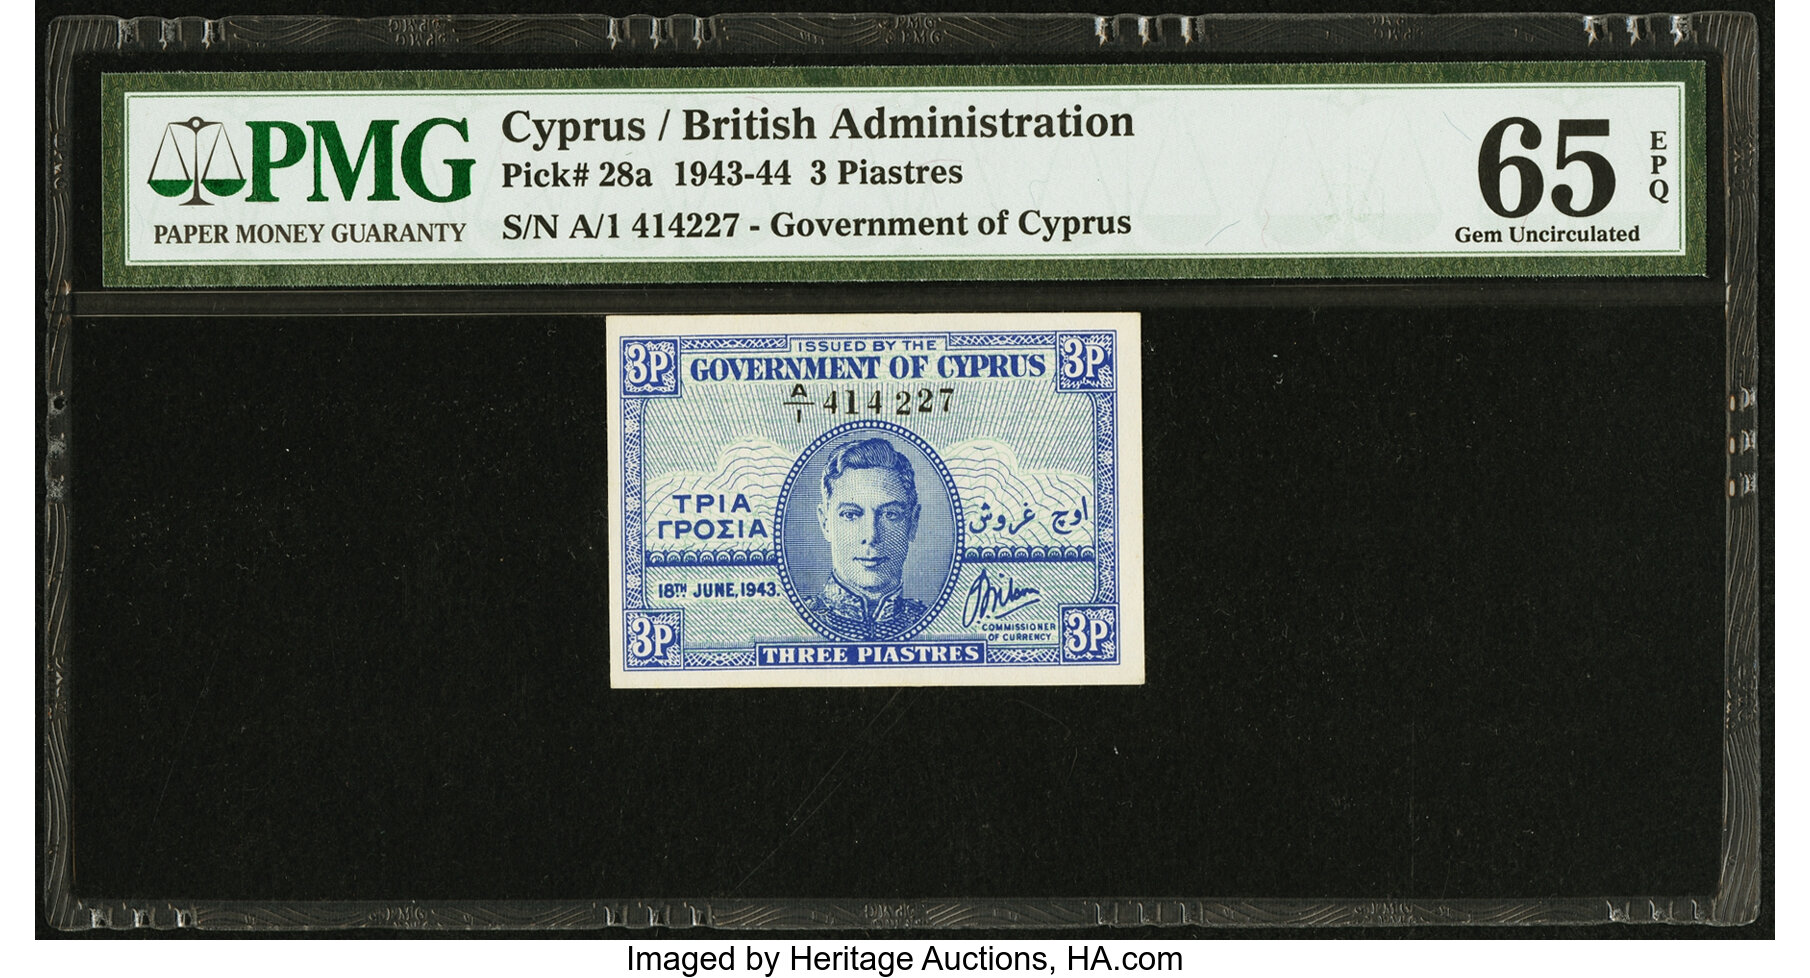 PMG
PAPER MONEY GUARANTY
Cyprus / British Administration
Pick# 28a 1943-44 3 Piastres
S/N A/1 414227 - Government of Cyprus
65
EPQ
Gem Uncirculated
3P ISSUED BY THE 3P
GOVERNMENT OF CYPRUS
A/1 414227
ΤΡΙΑ
ΓΡΟΣΙΑ
اوچ غروش
18TH JUNE, 1943.
COMMISSIONER
OF CURRENCY
3P THREE PIASTRES 3P
Imaged by Heritage Auctions, HA.com